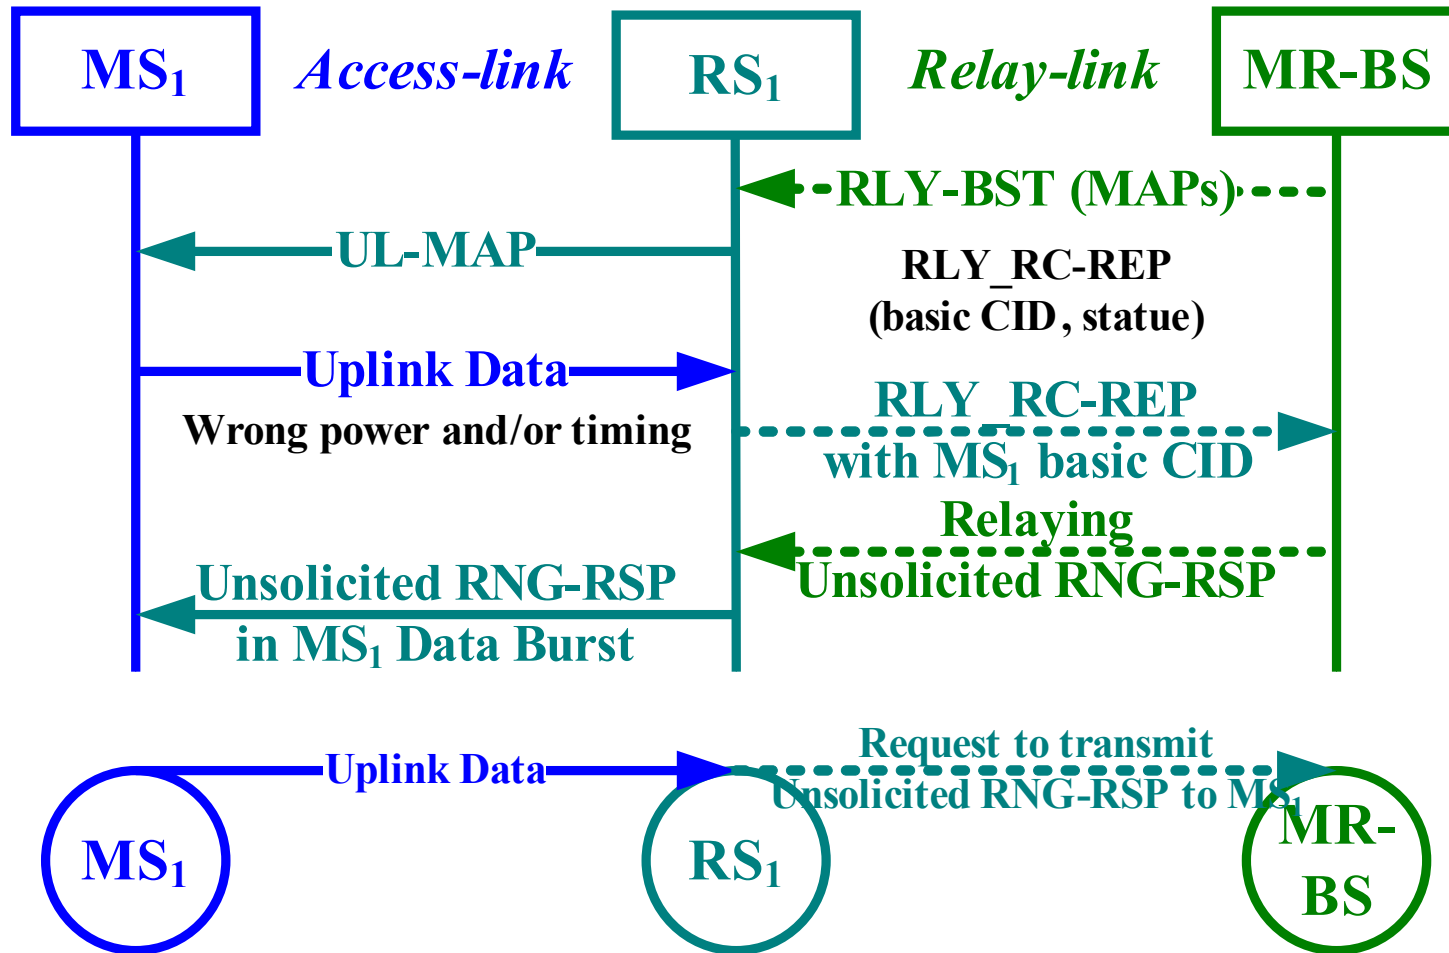 MS₁ Access-link RS₁ Relay-link MR-BS
RLY-BST (MAPs)
UL-MAP
RLY_RC-REP
(basic CID, statue)
Uplink Data
Wrong power and/or timing
RLY_RC-REP
with MS₁ basic CID
Relaying
Unsolicited RNG-RSP
Unsolicited RNG-RSP
in MS₁ Data Burst
Uplink Data
Request to transmit
Unsolicited RNG-RSP to MS₁
MS₁
RS₁
MR-
BS